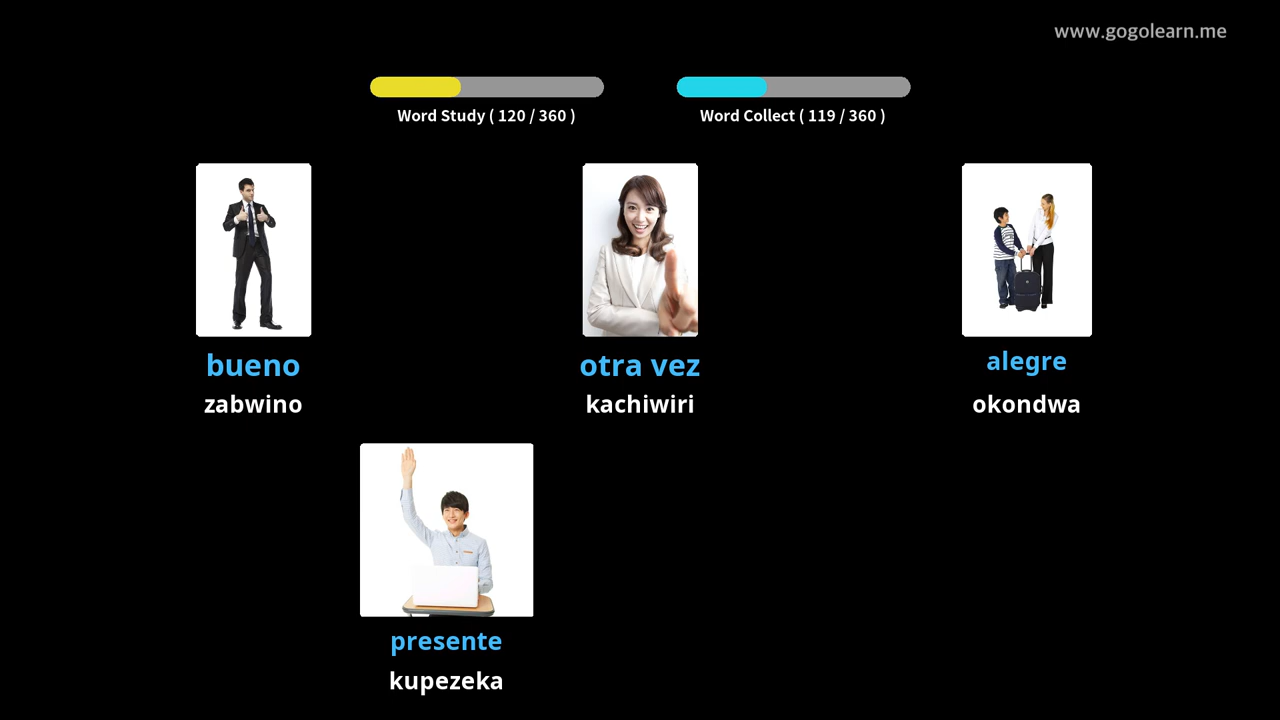 www.gogolearn.me
Word Study ( 120 / 360 )
Word Collect ( 119 / 360 )
bueno
zabwino
otra vez
kachiwiri
alegre
okondwa
presente
kupezeka